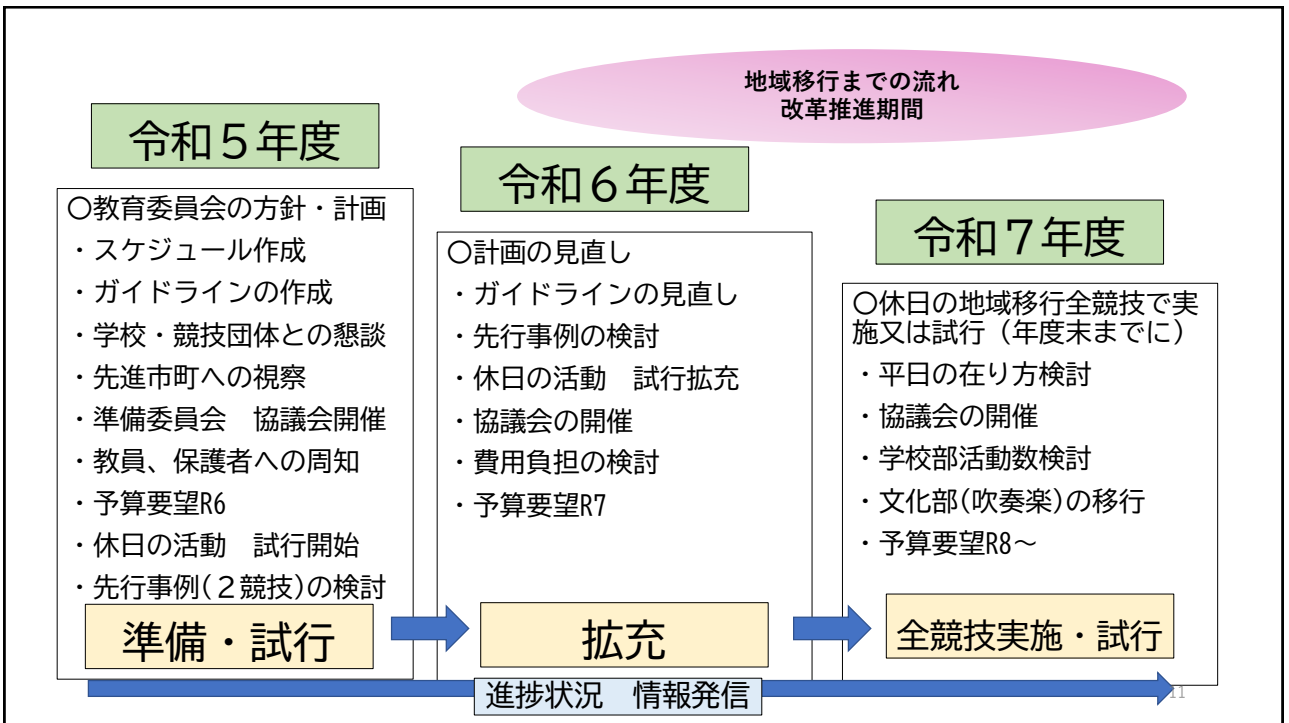 地域移行までの流れ
改革推進期間
令和５年度
〇教育委員会の方針・計画
・スケジュール作成
・ガイドラインの作成
・学校・競技団体との懇談
・先進市町への視察
・準備委員会　協議会開催
・教員、保護者への周知
・予算要望R6
・休日の活動　試行開始
・先行事例(２競技)の検討
準備・試行
令和６年度
〇計画の見直し
・ガイドラインの見直し
・先行事例の検討
・休日の活動　試行拡充
・協議会の開催
・費用負担の検討
・予算要望R7
拡充
令和７年度
〇休日の地域移行全競技で実
施又は試行（年度末までに）
・平日の在り方検討
・協議会の開催
・学校部活動数検討
・文化部(吹奏楽)の移行
・予算要望R8～
全競技実施・試行
進捗状況　情報発信
11